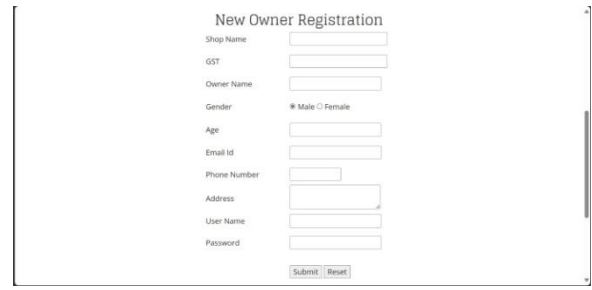 New Owner Registration
Shop Name
GST
Owner Name
Gender Male Female
Age
Email Id
Phone Number
Address
User Name
Password
Submit Reset